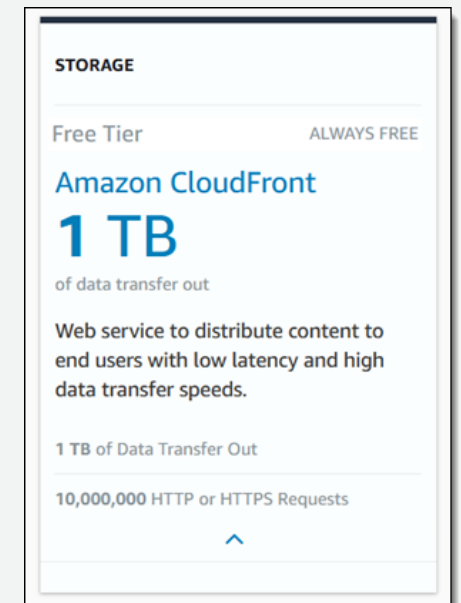 STORAGE
Free Tier ALWAYS FREE
Amazon CloudFront
1 TB
of data transfer out
Web service to distribute content to
end users with low latency and high
data transfer speeds.
1 TB of Data Transfer Out
10,000,000 HTTP or HTTPS Requests